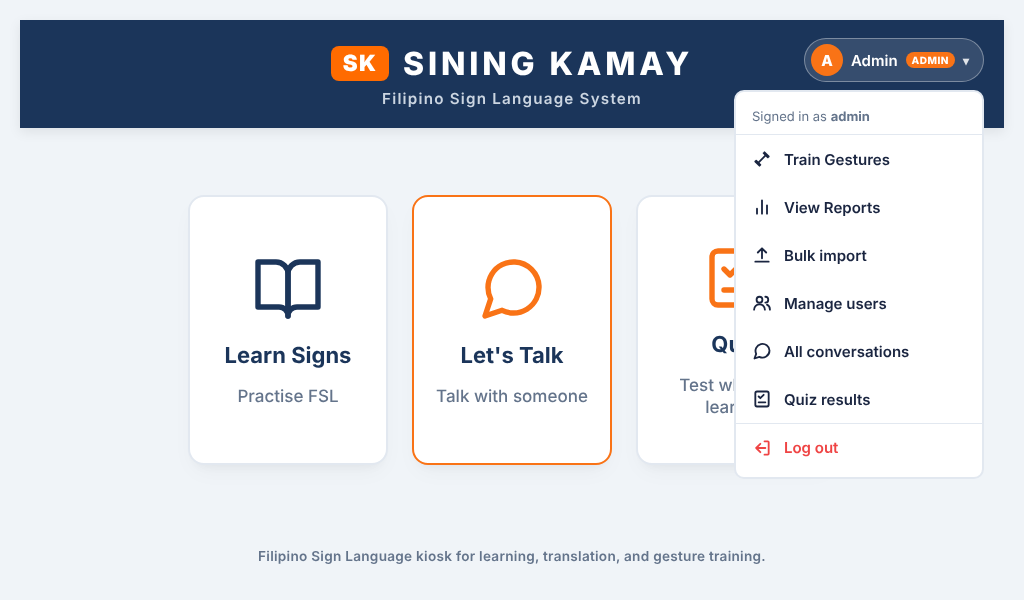 SK SINING KAMAY
Filipino Sign Language System
A Admin ADMIN ▾
Signed in as admin
Train Gestures
View Reports
Bulk import
Manage users
All conversations
Quiz results
Log out
Learn Signs
Practise FSL
Let's Talk
Talk with someone
Test
Filipino Sign Language kiosk for learning, translation, and gesture training.